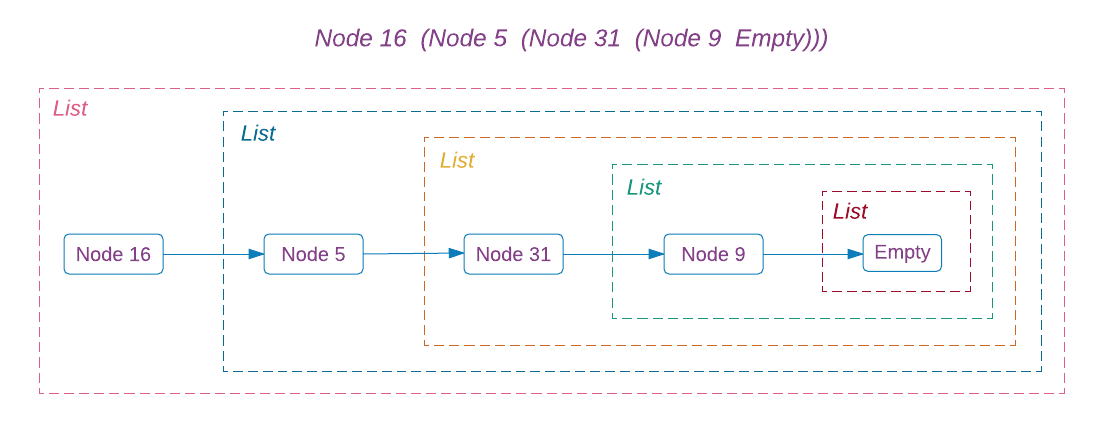 Node 16 (Node 5 (Node 31 (Node 9 Empty)))
List
List
List
List
List
Node 16
Node 5
Node 31
Node 9
Empty